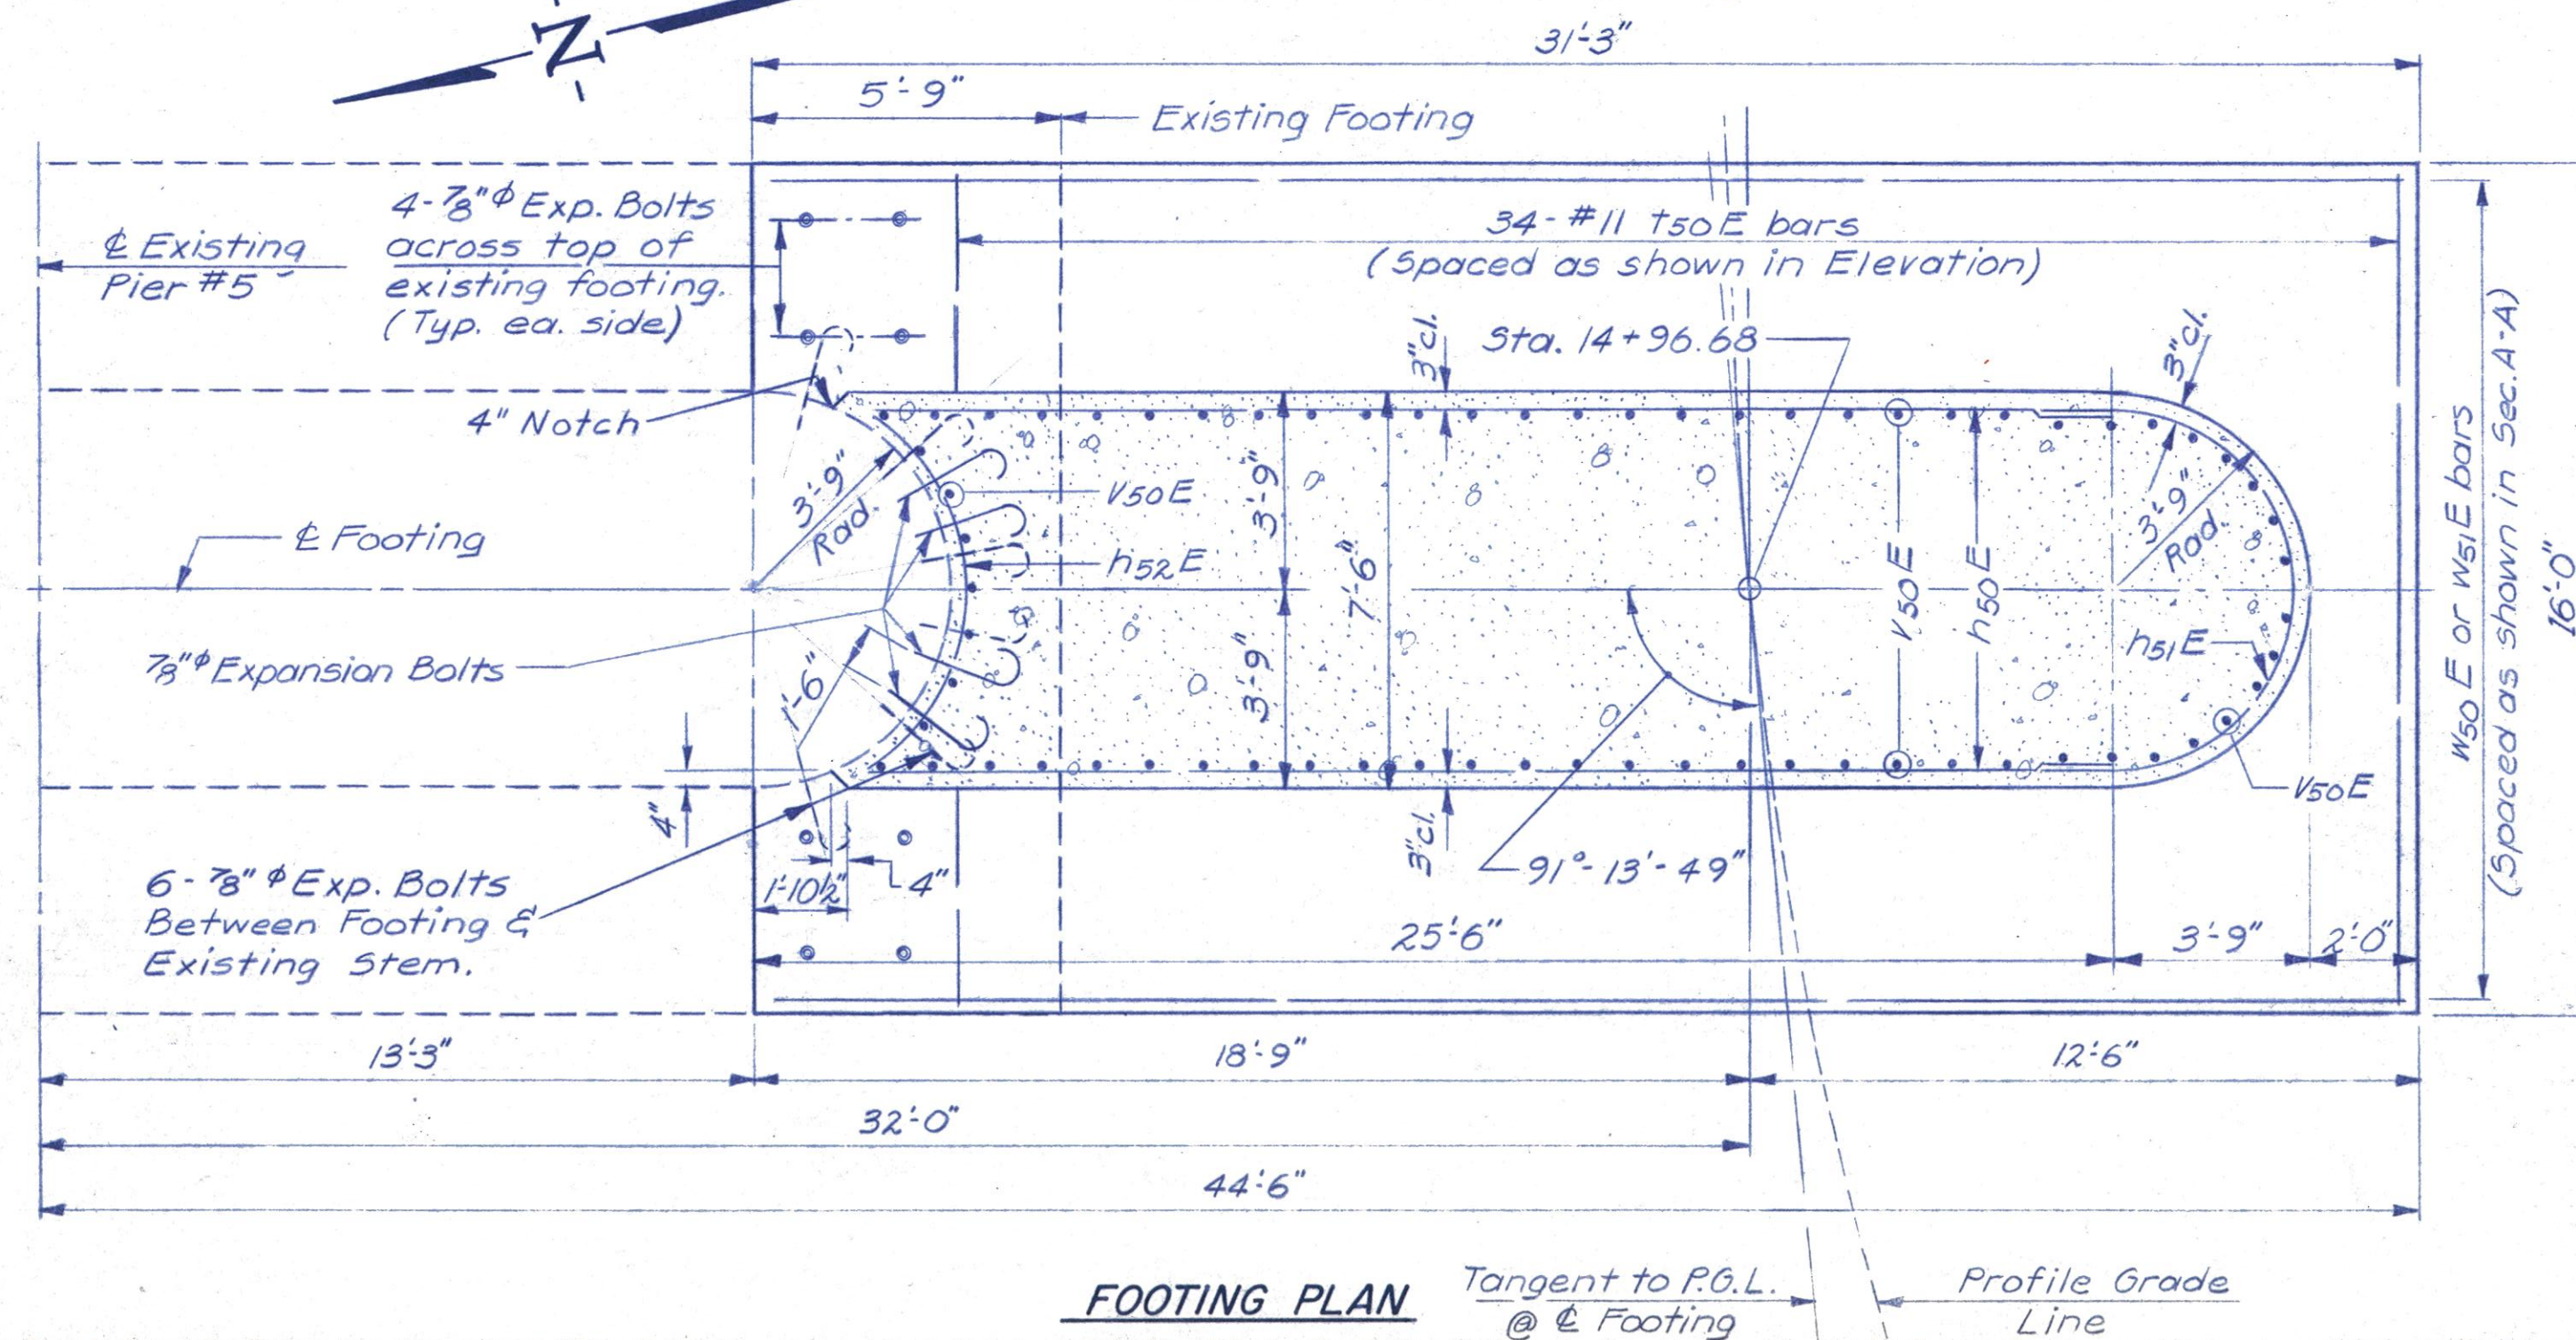 N
31'-3"
5'-9"
Existing Footing
4-7/8"ϕ Exp. Bolts
across top of
existing footing.
(Typ. ea. side)
℄ Existing
Pier #5
34-#11 t50E bars
(Spaced as shown in Elevation)
Sta. 14+96.68
3"cl.
3"cl.
4" Notch
3'-9"
Rad.
V50E
h52E
℄ Footing
3'-9"
7'-6"
3'-9"
V50E
h50E
3'-9"
Rad.
h51E
V50E
W50E or W51E bars
(Spaced as shown in Sec. A-A)
16'-0"
7/8"ϕ Expansion Bolts
1'-6"
4"
3"cl.
91°-13'-49"
6-7/8"ϕ Exp. Bolts
Between Footing &
Existing Stem.
1'-10½"
4"
25'-6"
3'-9"
2'-0"
13'-3"
18'-9"
12'-6"
32'-0"
44'-6"
FOOTING PLAN
Tangent to P.G.L.
@ ℄ Footing
Profile Grade
Line